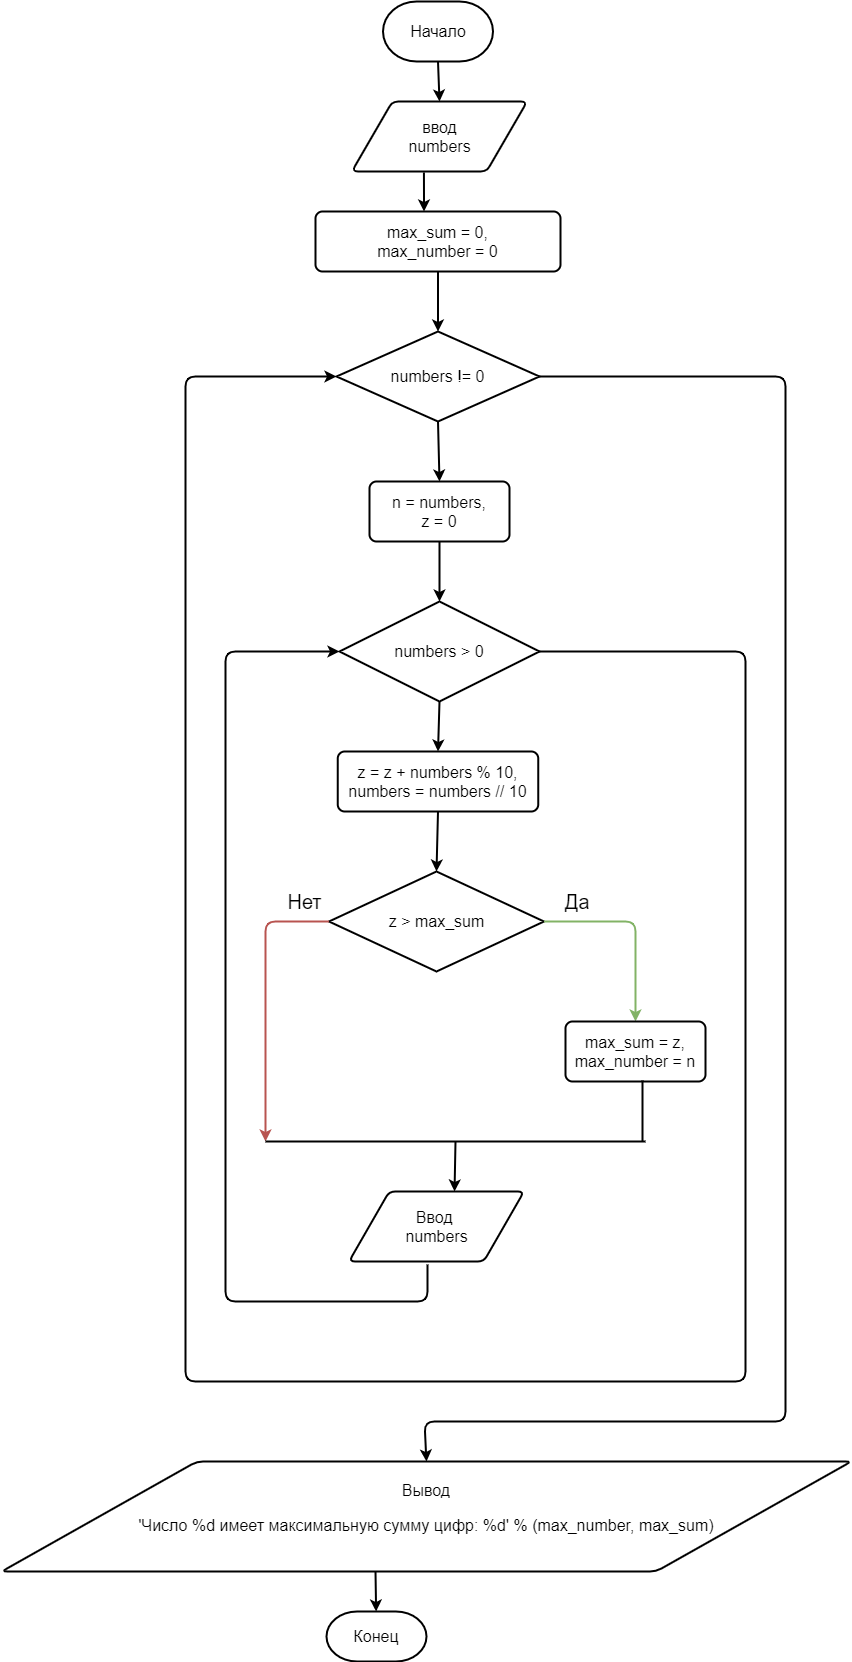 Начало
ввод
numbers
max_sum = 0,
max_number = 0
numbers != 0
n = numbers,
z = 0
numbers > 0
z = z + numbers % 10,
numbers = numbers // 10
Нет
Да
z > max_sum
max_sum = z,
max_number = n
Ввод
numbers
Вывод
'Число %d имеет максимальную сумму цифр: %d' % (max_number, max_sum)
Конец